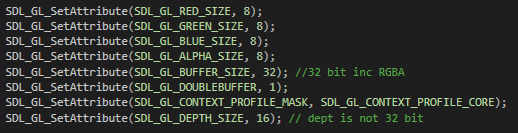 SDL_GL_SetAttribute(SDL_GL_RED_SIZE, 8);
SDL_GL_SetAttribute(SDL_GL_GREEN_SIZE, 8);
SDL_GL_SetAttribute(SDL_GL_BLUE_SIZE, 8);
SDL_GL_SetAttribute(SDL_GL_ALPHA_SIZE, 8);
SDL_GL_SetAttribute(SDL_GL_BUFFER_SIZE, 32); //32 bit inc RGBA
SDL_GL_SetAttribute(SDL_GL_DOUBLEBUFFER, 1);
SDL_GL_SetAttribute(SDL_GL_CONTEXT_PROFILE_MASK, SDL_GL_CONTEXT_PROFILE_CORE);
SDL_GL_SetAttribute(SDL_GL_DEPTH_SIZE, 16); // dept is not 32 bit